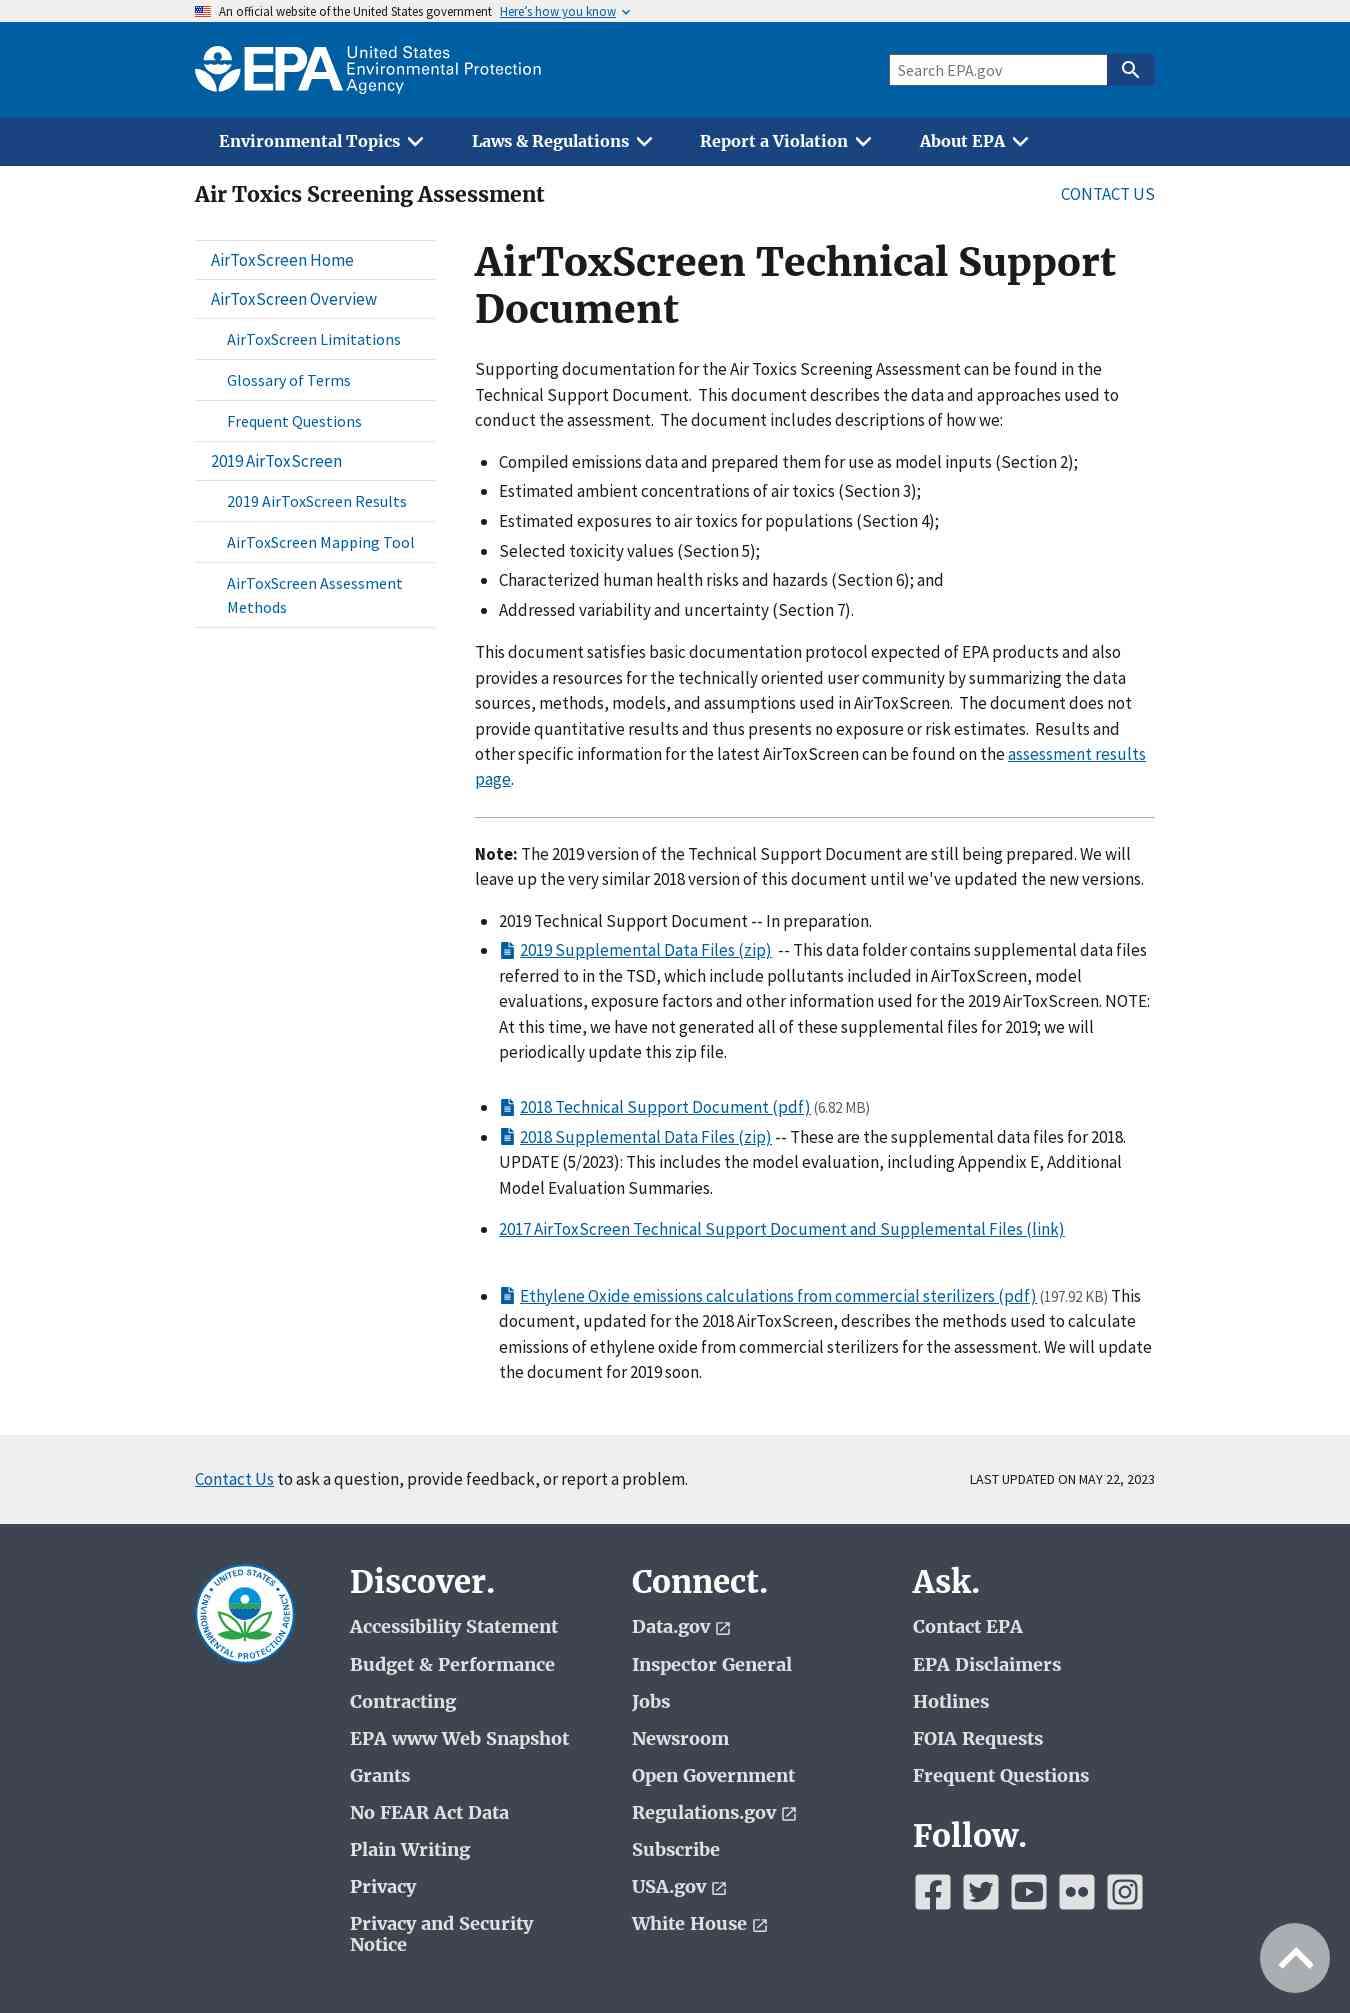 An official website of the United States government Here's how you know
EPA United States
Environmental Protection
Agency
Search EPA.gov
Environmental Topics
Laws & Regulations
Report a Violation
About EPA
Air Toxics Screening Assessment
CONTACT US
AirToxScreen Home
AirToxScreen Overview
AirToxScreen Limitations
Glossary of Terms
Frequent Questions
2019 AirToxScreen
2019 AirToxScreen Results
AirToxScreen Mapping Tool
AirToxScreen Assessment
Methods
AirToxScreen Technical Support
Document
Supporting documentation for the Air Toxics Screening Assessment can be found in the
Technical Support Document.  This document describes the data and approaches used to
conduct the assessment.  The document includes descriptions of how we:
Compiled emissions data and prepared them for use as model inputs (Section 2);
Estimated ambient concentrations of air toxics (Section 3);
Estimated exposures to air toxics for populations (Section 4);
Selected toxicity values (Section 5);
Characterized human health risks and hazards (Section 6); and
Addressed variability and uncertainty (Section 7).
This document satisfies basic documentation protocol expected of EPA products and also
provides a resources for the technically oriented user community by summarizing the data
sources, methods, models, and assumptions used in AirToxScreen.  The document does not
provide quantitative results and thus presents no exposure or risk estimates.  Results and
other specific information for the latest AirToxScreen can be found on the assessment results
page.
Note: The 2019 version of the Technical Support Document are still being prepared. We will
leave up the very similar 2018 version of this document until we've updated the new versions.
2019 Technical Support Document -- In preparation.
2019 Supplemental Data Files (zip)  -- This data folder contains supplemental data files
referred to in the TSD, which include pollutants included in AirToxScreen, model
evaluations, exposure factors and other information used for the 2019 AirToxScreen. NOTE:
At this time, we have not generated all of these supplemental files for 2019; we will
periodically update this zip file.
2018 Technical Support Document (pdf) (6.82 MB)
2018 Supplemental Data Files (zip) -- These are the supplemental data files for 2018.
UPDATE (5/2023): This includes the model evaluation, including Appendix E, Additional
Model Evaluation Summaries.
2017 AirToxScreen Technical Support Document and Supplemental Files (link)
Ethylene Oxide emissions calculations from commercial sterilizers (pdf) (197.92 KB) This
document, updated for the 2018 AirToxScreen, describes the methods used to calculate
emissions of ethylene oxide from commercial sterilizers for the assessment. We will update
the document for 2019 soon.
Contact Us to ask a question, provide feedback, or report a problem.
LAST UPDATED ON MAY 22, 2023
UNITED STATES
ENVIRONMENTAL PROTECTION AGENCY
Discover.
Accessibility Statement
Budget & Performance
Contracting
EPA www Web Snapshot
Grants
No FEAR Act Data
Plain Writing
Privacy
Privacy and Security
Notice
Connect.
Data.gov
Inspector General
Jobs
Newsroom
Open Government
Regulations.gov
Subscribe
USA.gov
White House
Ask.
Contact EPA
EPA Disclaimers
Hotlines
FOIA Requests
Frequent Questions
Follow.